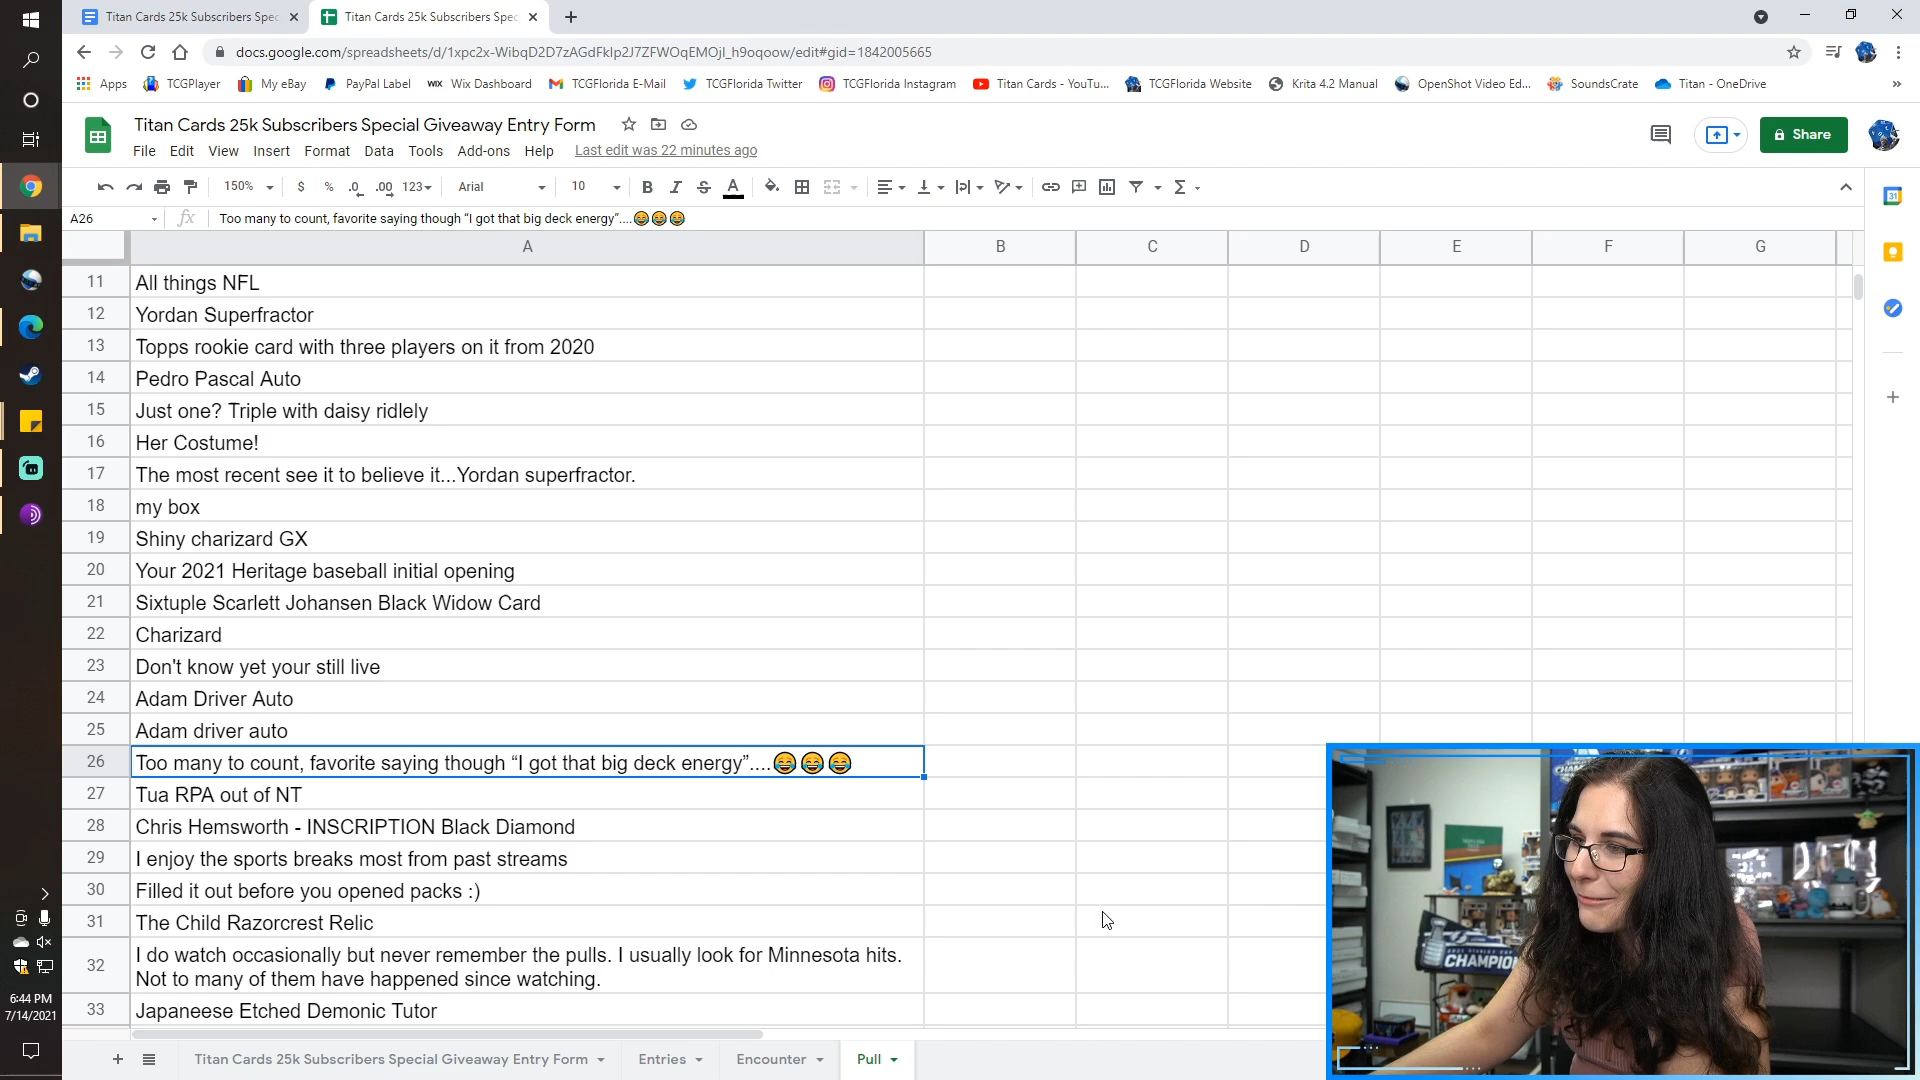 Titan Cards 25k Subscribers Spec
Titan Cards 25k Subscribers Spec
docs.google.com/spreadsheets/d/1xpc2x-WibqD2D7zAGdFklp2J7ZFWOqEMOjl_h9oqoow/edit#gid=1842005665
Apps TCGPlayer My eBay PayPal Label WIX Wix Dashboard TCGFlorida E-Mail TCGFlorida Twitter TCGFlorida Instagram Titan Cards - YouTu... TCGFlorida Website Krita 4.2 Manual OpenShot Video Ed... SoundsCrate Titan - OneDrive »
Titan Cards 25k Subscribers Special Giveaway Entry Form
Share
File Edit View Insert Format Data Tools Add-ons Help Last edit was 22 minutes ago
150% $ % .0 .00 123 Arial 10 B I S A Σ
31
A26 fx Too many to count, favorite saying though “I got that big deck energy”....😂😂😂
A B C D E F G
11 All things NFL
12 Yordan Superfractor
13 Topps rookie card with three players on it from 2020
14 Pedro Pascal Auto
15 Just one? Triple with daisy ridlely
16 Her Costume!
17 The most recent see it to believe it...Yordan superfractor.
18 my box
19 Shiny charizard GX
20 Your 2021 Heritage baseball initial opening
21 Sixtuple Scarlett Johansen Black Widow Card
22 Charizard
23 Don't know yet your still live
24 Adam Driver Auto
25 Adam driver auto
26 Too many to count, favorite saying though “I got that big deck energy”....😂😂😂
27 Tua RPA out of NT
28 Chris Hemsworth - INSCRIPTION Black Diamond
29 I enjoy the sports breaks most from past streams
30 Filled it out before you opened packs :)
31 The Child Razorcrest Relic
32 I do watch occasionally but never remember the pulls. I usually look for Minnesota hits.
Not to many of them have happened since watching.
33 Japaneese Etched Demonic Tutor
CHAMPION
6:44 PM
7/14/2021
Titan Cards 25k Subscribers Special Giveaway Entry Form Entries Encounter Pull